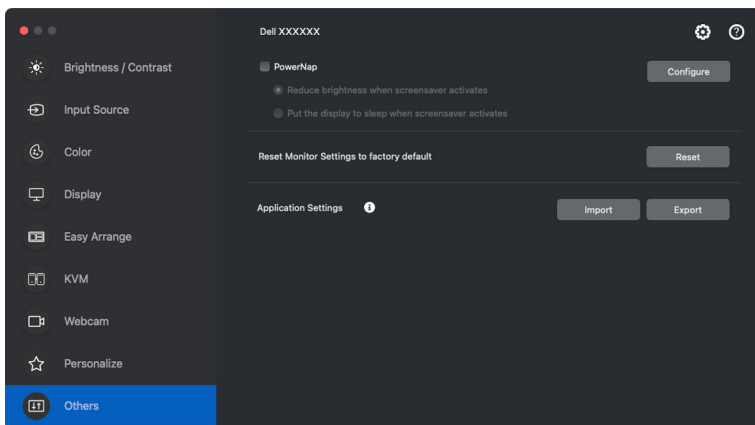 Dell XXXXXX
Brightness / Contrast
Input Source
Color
Display
Easy Arrange
KVM
Webcam
Personalize
Others
PowerNap
Configure
Reduce brightness when screensaver activates
Put the display to sleep when screensaver activates
Reset Monitor Settings to factory default
Reset
Application Settings
Import
Export